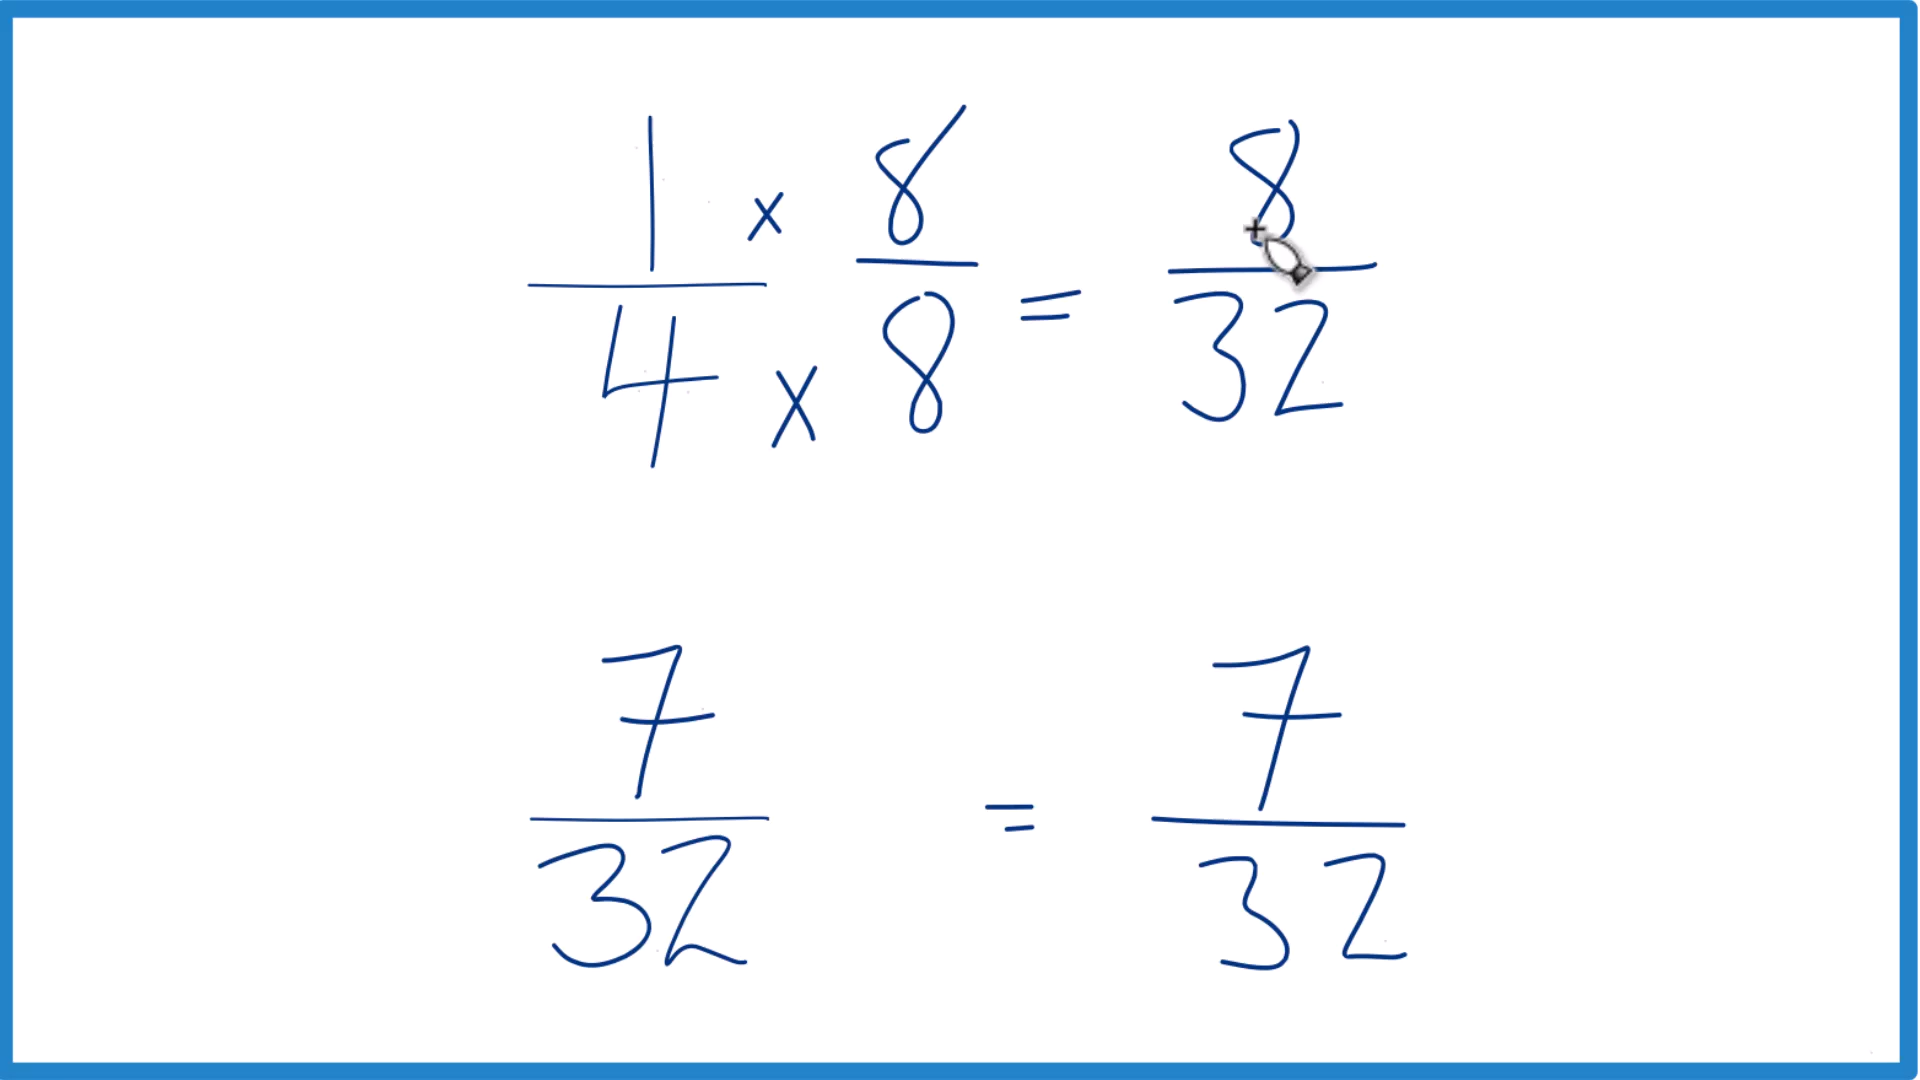 1/4 × 8/8 = 8/32
7/32 = 7/32